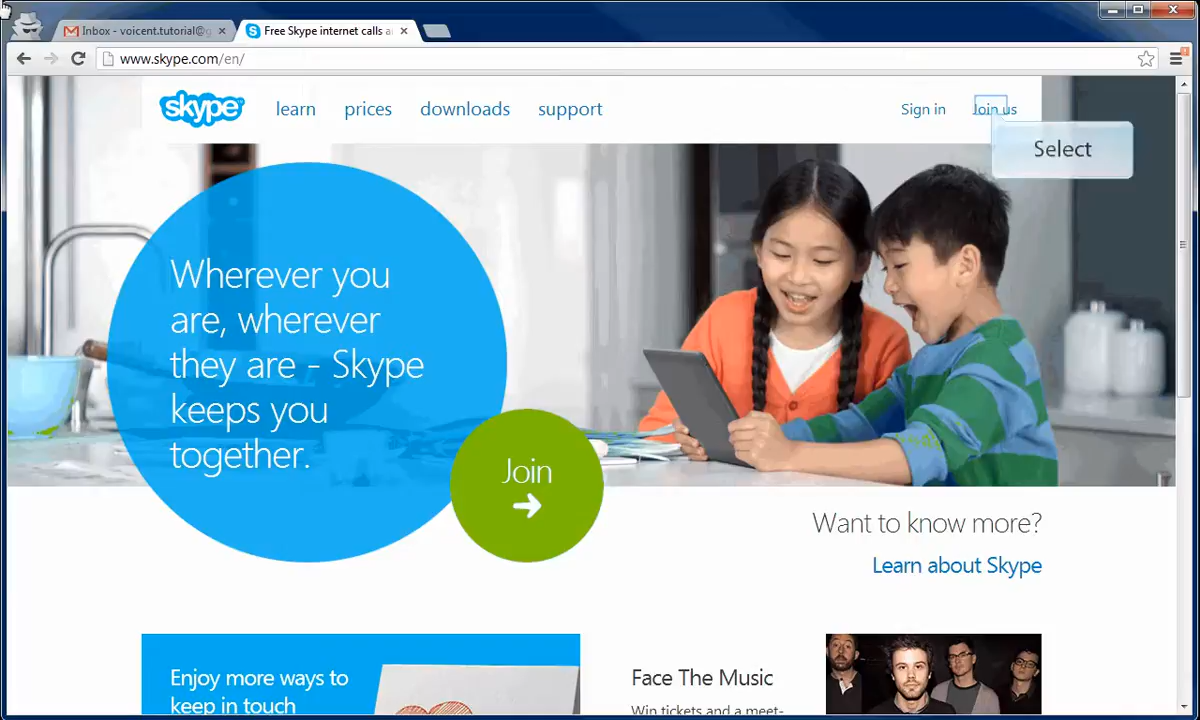 Inbox - voicent.tutorial@g
Free Skype internet calls a
www.skype.com/en/
skype
learn
prices
downloads
support
Sign in
Join us
Select
Wherever you
are, wherever
they are - Skype
keeps you
together.
Join
Want to know more?
Learn about Skype
Enjoy more ways to
keep in touch
Face The Music
Win tickets and a meet-